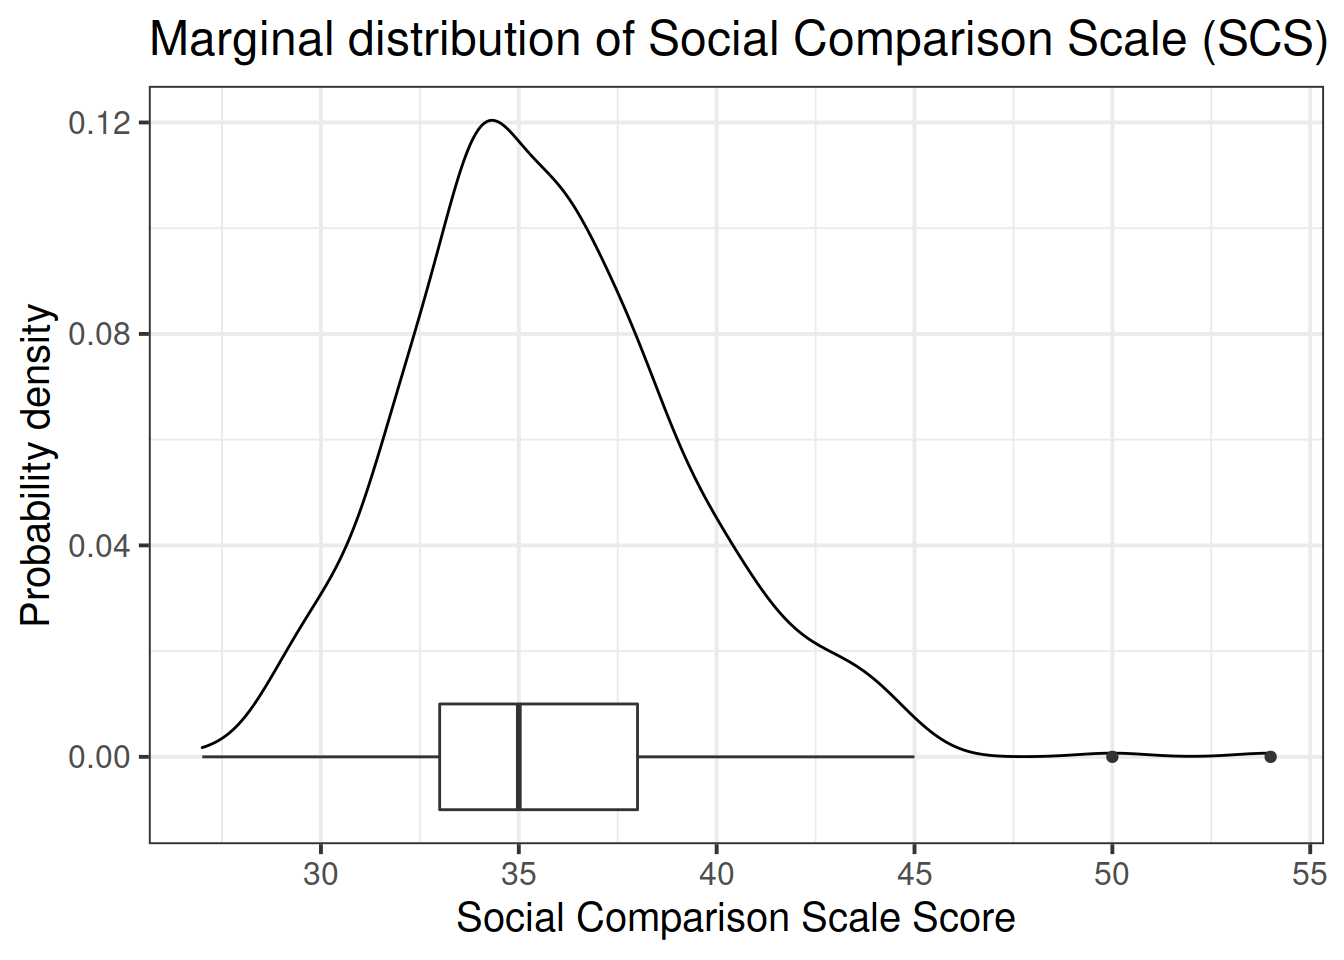 Marginal distribution of Social Comparison Scale (SCS)
Probability density
0.12
0.08
0.04
0.00
30 35 40 45 50 55
Social Comparison Scale Score